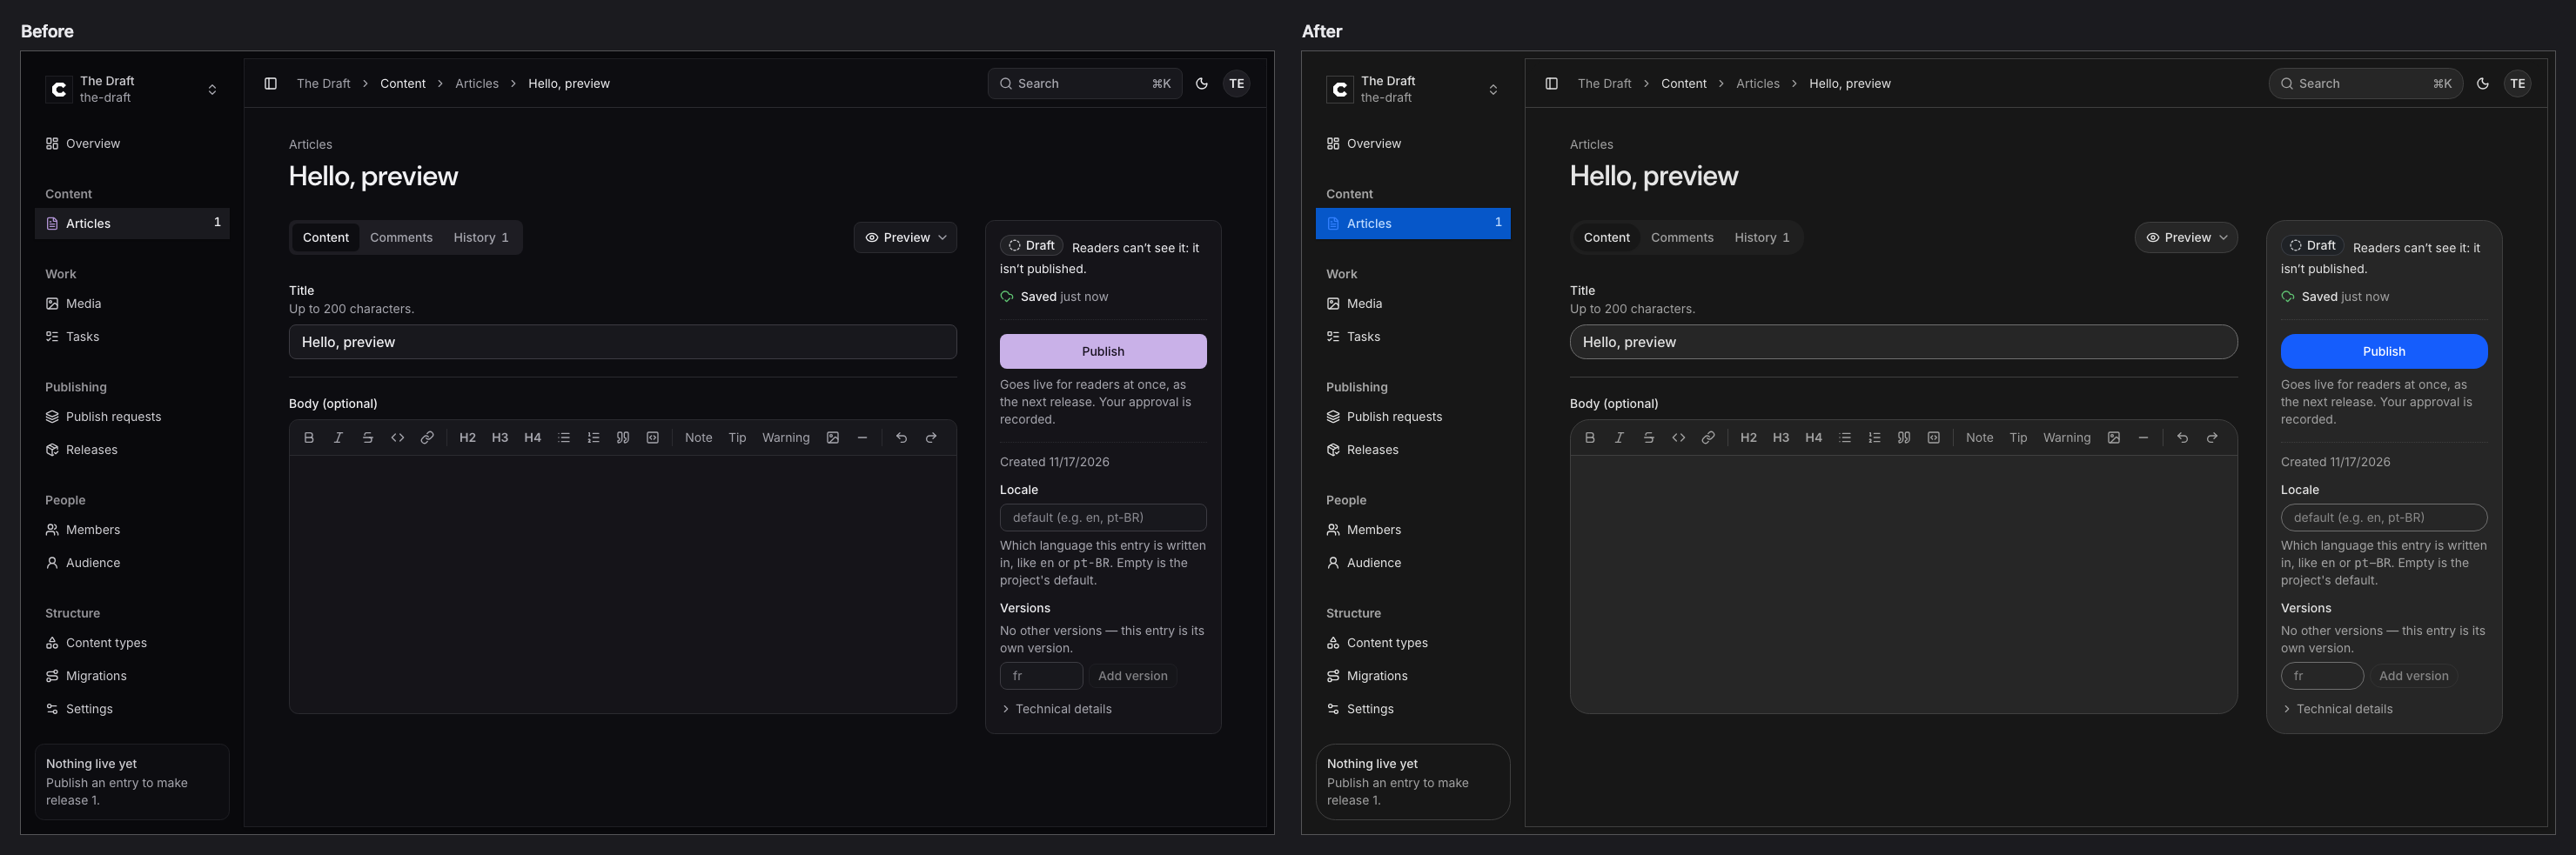 Before
The Draft
the-draft
Overview
Content
Articles 1
Work
Media
Tasks
Publishing
Publish requests
Releases
People
Members
Audience
Structure
Content types
Migrations
Settings
Nothing live yet
Publish an entry to make
release 1.
The Draft > Content > Articles > Hello, preview
Search ⌘K
TE
Articles
Hello, preview
Content Comments History 1
Preview
Title
Up to 200 characters.
Hello, preview
Body (optional)
B I S H2 H3 H4 Note Tip Warning
Draft Readers can’t see it: it
isn’t published.
Saved just now
Publish
Goes live for readers at once, as
the next release. Your approval is
recorded.
Created 11/17/2026
Locale
default (e.g. en, pt-BR)
Which language this entry is written
in, like en or pt-BR. Empty is the
project's default.
Versions
No other versions — this entry is its
own version.
fr Add version
Technical details
After
The Draft
the-draft
Overview
Content
Articles 1
Work
Media
Tasks
Publishing
Publish requests
Releases
People
Members
Audience
Structure
Content types
Migrations
Settings
Nothing live yet
Publish an entry to make
release 1.
The Draft > Content > Articles > Hello, preview
Search ⌘K
TE
Articles
Hello, preview
Content Comments History 1
Preview
Title
Up to 200 characters.
Hello, preview
Body (optional)
B I S H2 H3 H4 Note Tip Warning
Draft Readers can’t see it: it
isn’t published.
Saved just now
Publish
Goes live for readers at once, as
the next release. Your approval is
recorded.
Created 11/17/2026
Locale
default (e.g. en, pt-BR)
Which language this entry is written
in, like en or pt-BR. Empty is the
project's default.
Versions
No other versions — this entry is its
own version.
fr Add version
Technical details